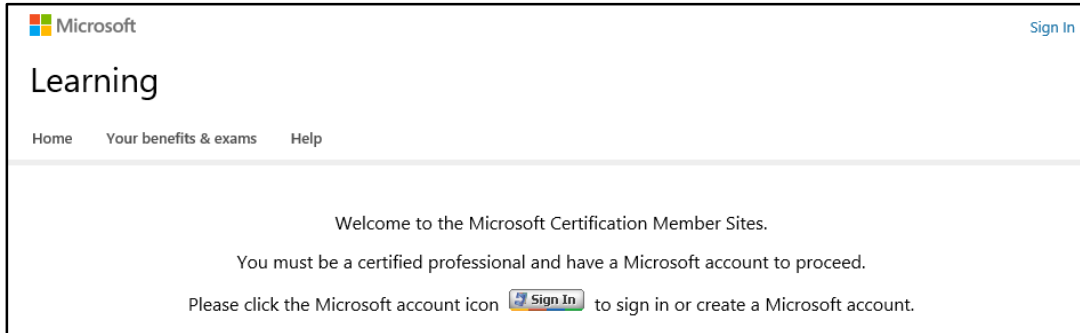 Microsoft
Sign In
Learning
Home Your benefits & exams Help
Welcome to the Microsoft Certification Member Sites.
You must be a certified professional and have a Microsoft account to proceed.
Please click the Microsoft account icon Sign In to sign in or create a Microsoft account.